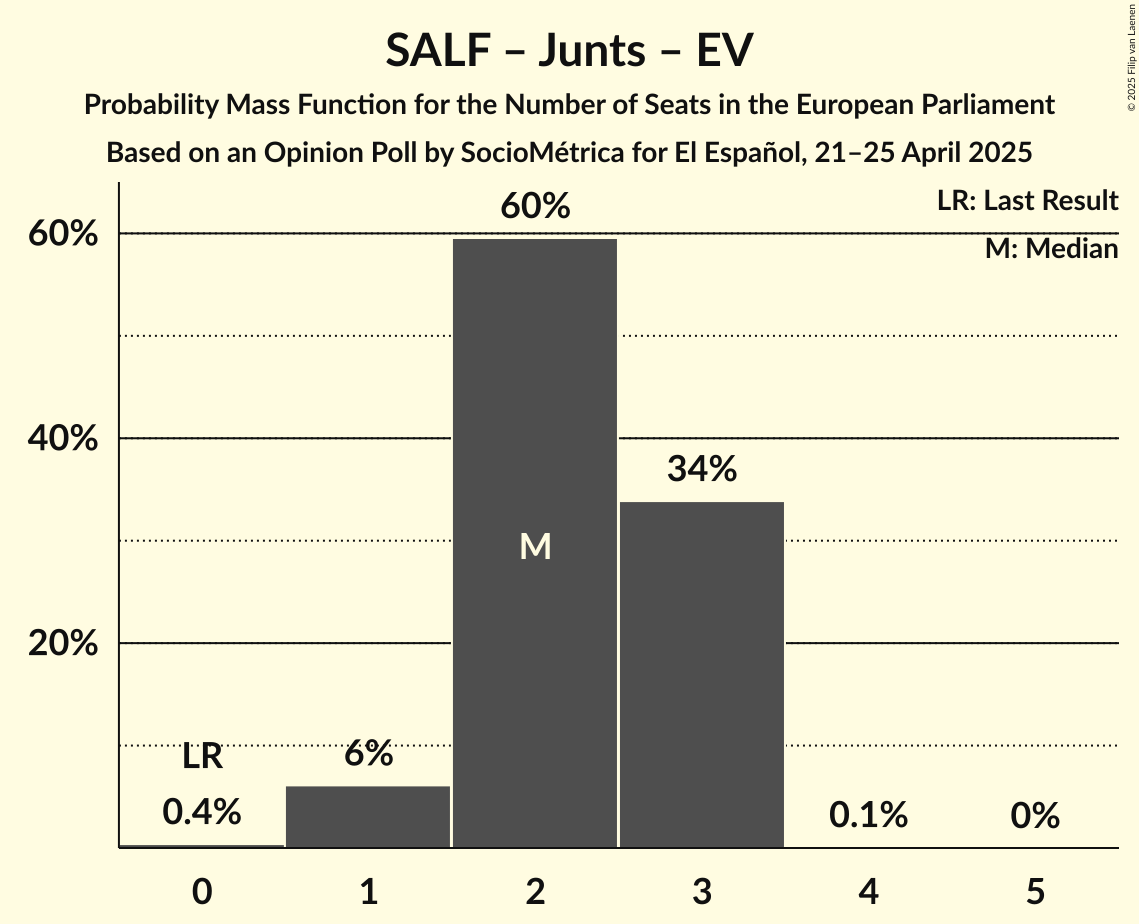 SALF – Junts – EV
Probability Mass Function for the Number of Seats in the European Parliament
Based on an Opinion Poll by SocioMétrica for El Español, 21–25 April 2025
© 2025 Filip van Laenen
LR: Last Result
M: Median
60%
40%
20%
LR
0.4%
6%
60%
M
34%
0.1%
0%
0 1 2 3 4 5